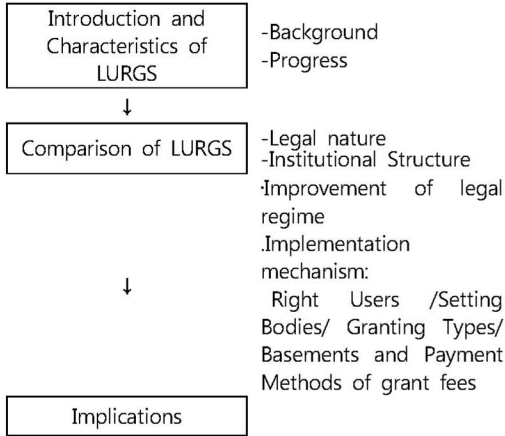 Introduction and
Characteristics of
LURGS
-Background
-Progress
↓
Comparison of LURGS
-Legal nature
-Institutional Structure
·Improvement of legal
regime
.Implementation
mechanism:
Right Users /Setting
Bodies/ Granting Types/
Basements and Payment
Methods of grant fees
↓
Implications